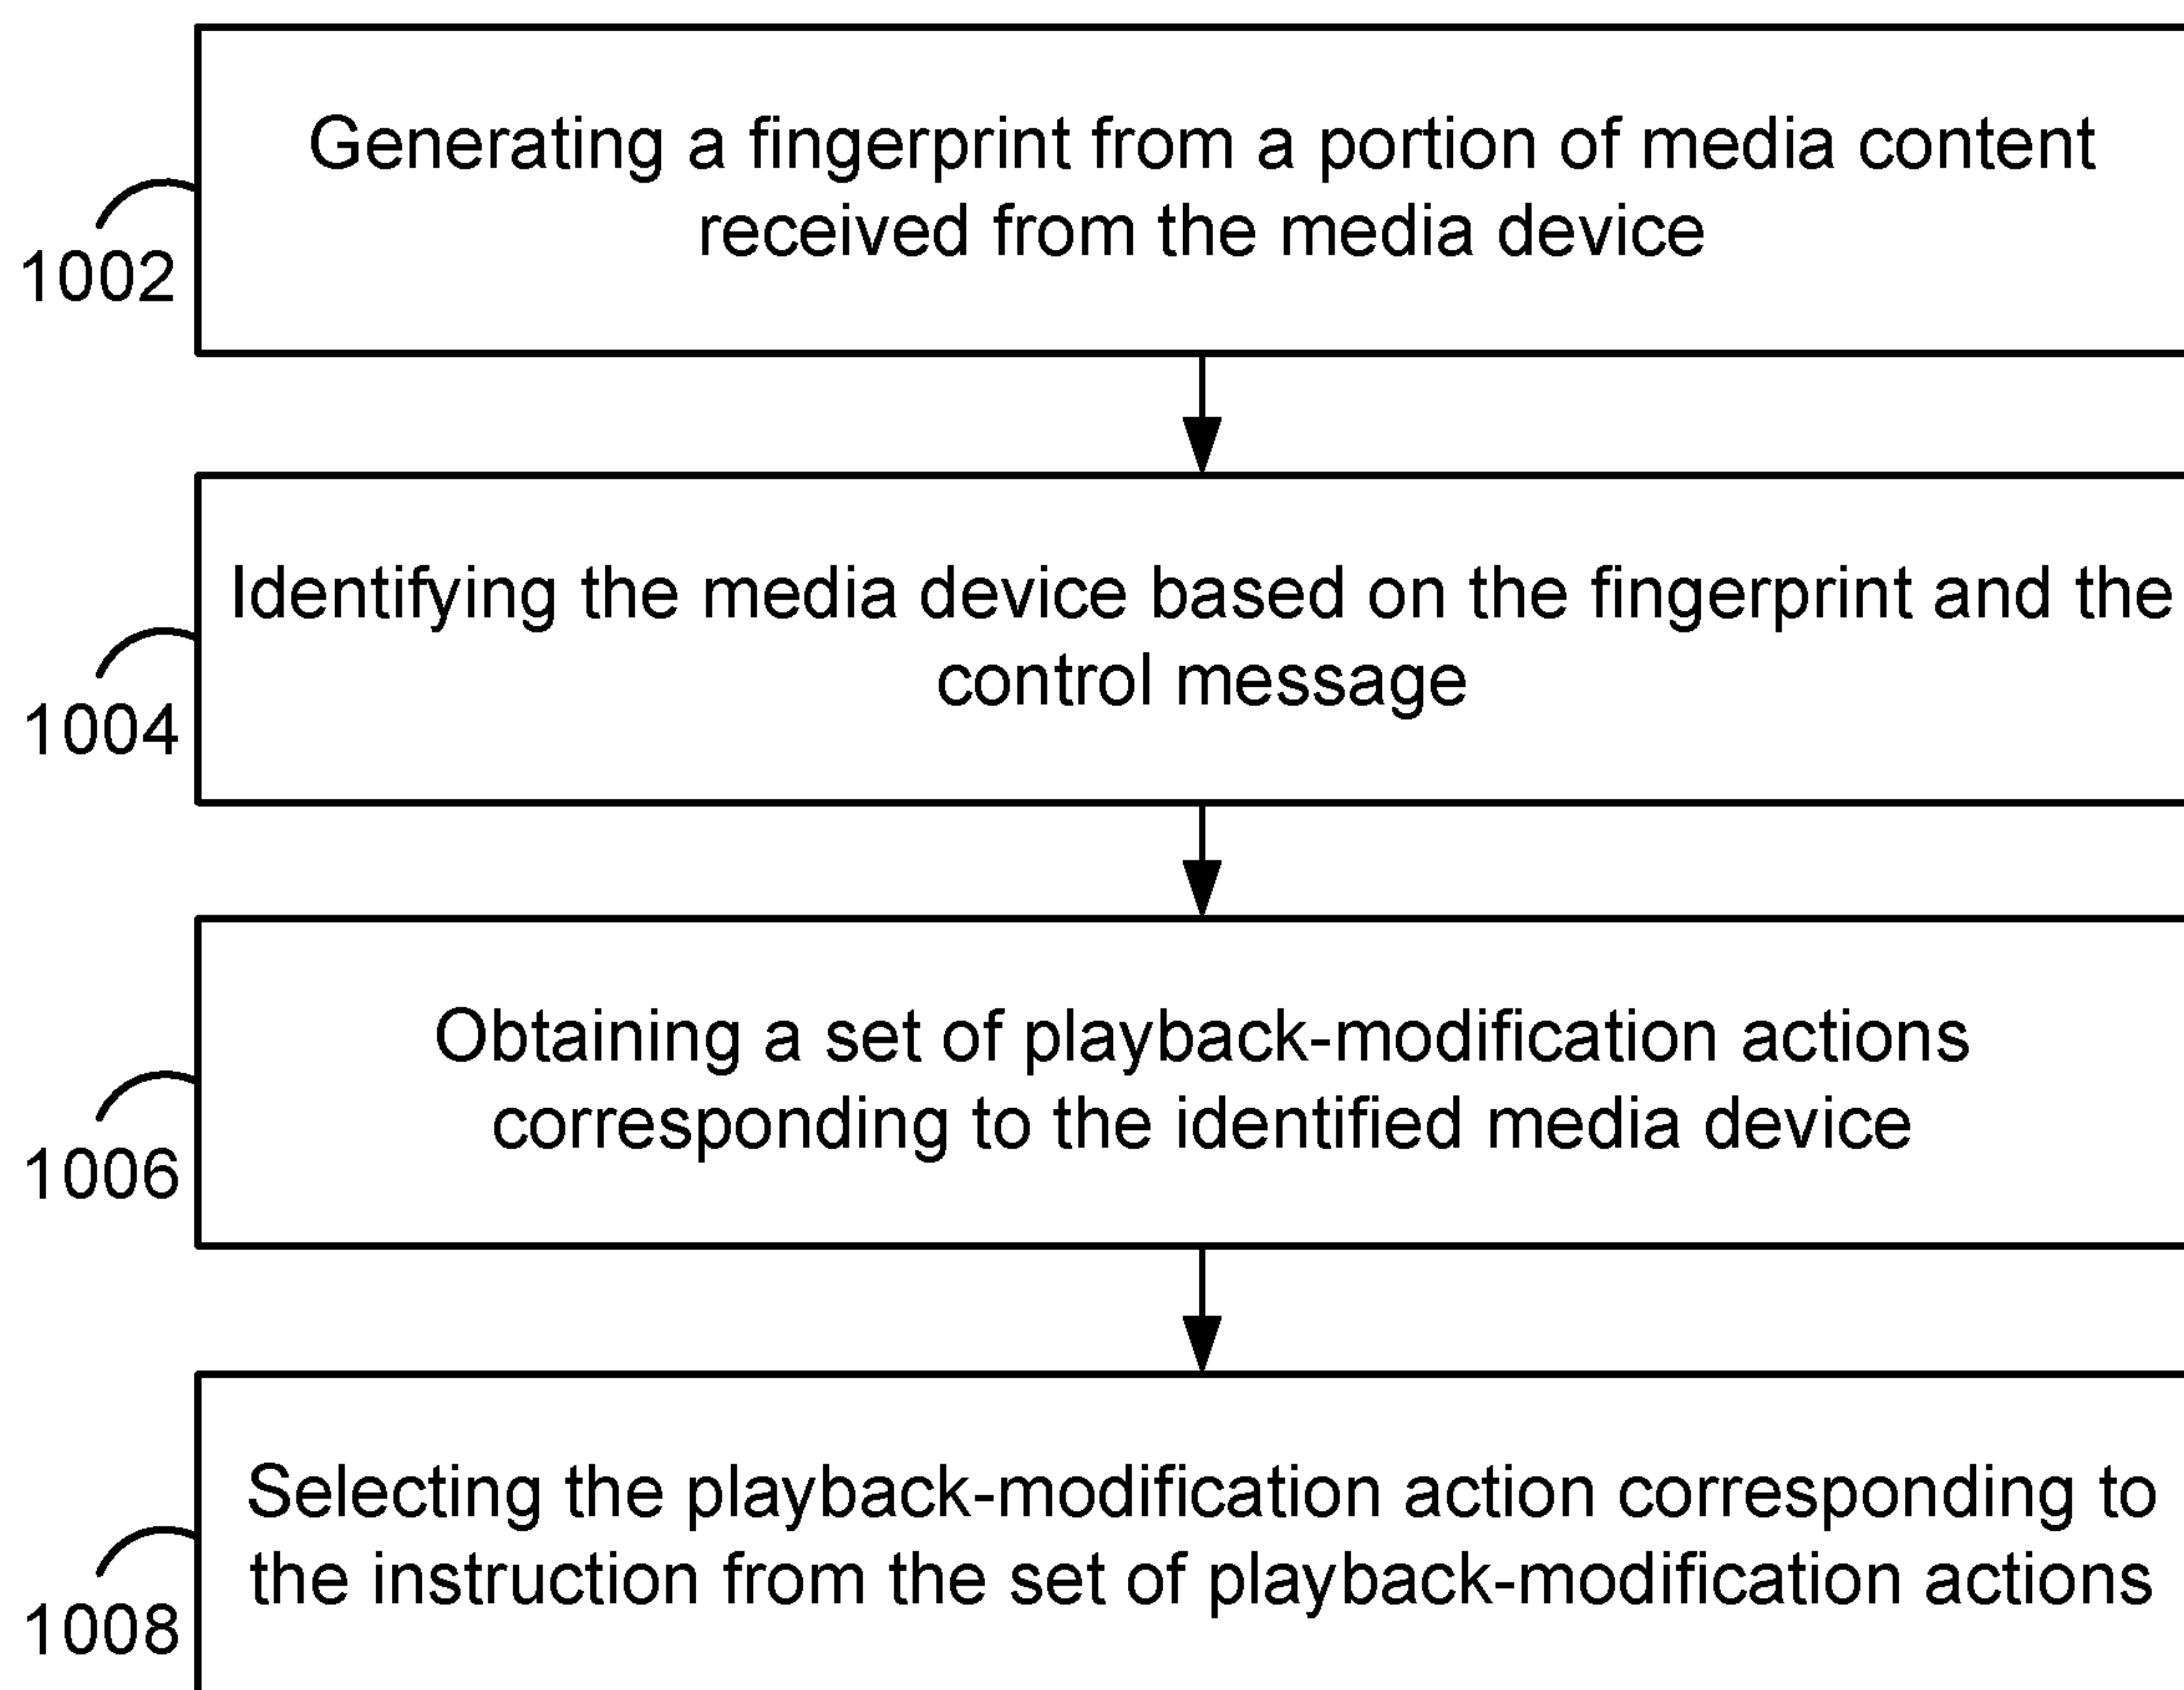 Generating a fingerprint from a portion of media content
received from the media device
1002
Identifying the media device based on the fingerprint and the
control message
1004
Obtaining a set of playback-modification actions
corresponding to the identified media device
1006
Selecting the playback-modification action corresponding to
the instruction from the set of playback-modification actions
1008